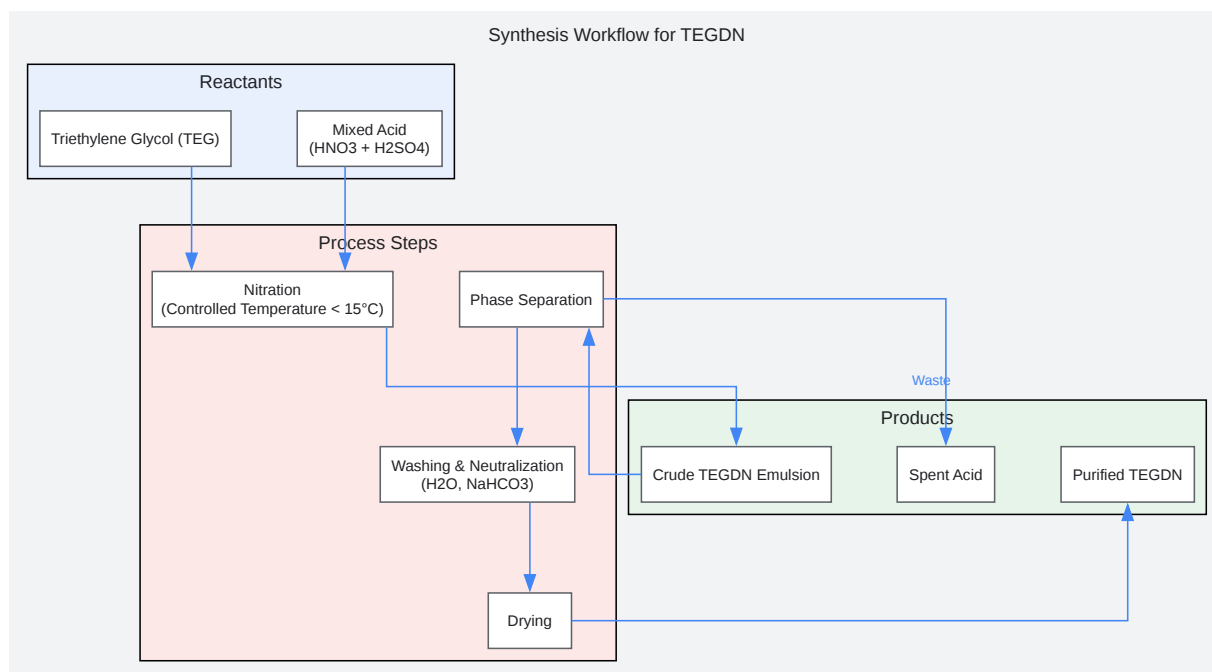 Synthesis Workflow for TEGDN
Reactants
Triethylene Glycol (TEG)
Mixed Acid
(HNO3 + H2SO4)
Process Steps
Nitration
(Controlled Temperature < 15°C)
Phase Separation
Waste
Products
Washing & Neutralization
(H2O, NaHCO3)
Crude TEGDN Emulsion
Spent Acid
Purified TEGDN
Drying